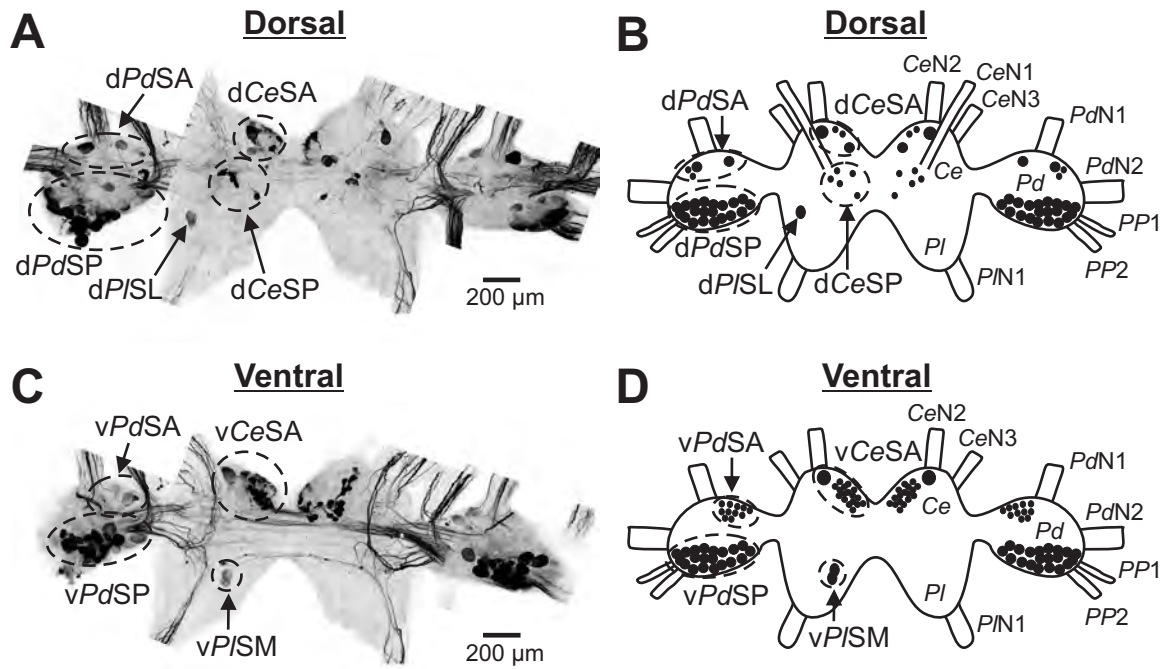 A
Dorsal
dPdSA
dCeSA
dPdSP
dPlSL
dCeSP
200 µm
B
Dorsal
CeN2
CeN1
CeN3
dPdSA
dCeSA
PdN1
PdN2
Ce
Pd
PP1
dPdSP
PP2
dPlSL
dCeSP
Pl
PlN1
C
Ventral
vPdSA
vCeSA
vPdSP
vPlSM
200 µm
D
Ventral
CeN2
CeN3
vPdSA
vCeSA
PdN1
PdN2
Ce
Pd
PP1
vPdSP
PP2
Pl
PlN1
vPlSM